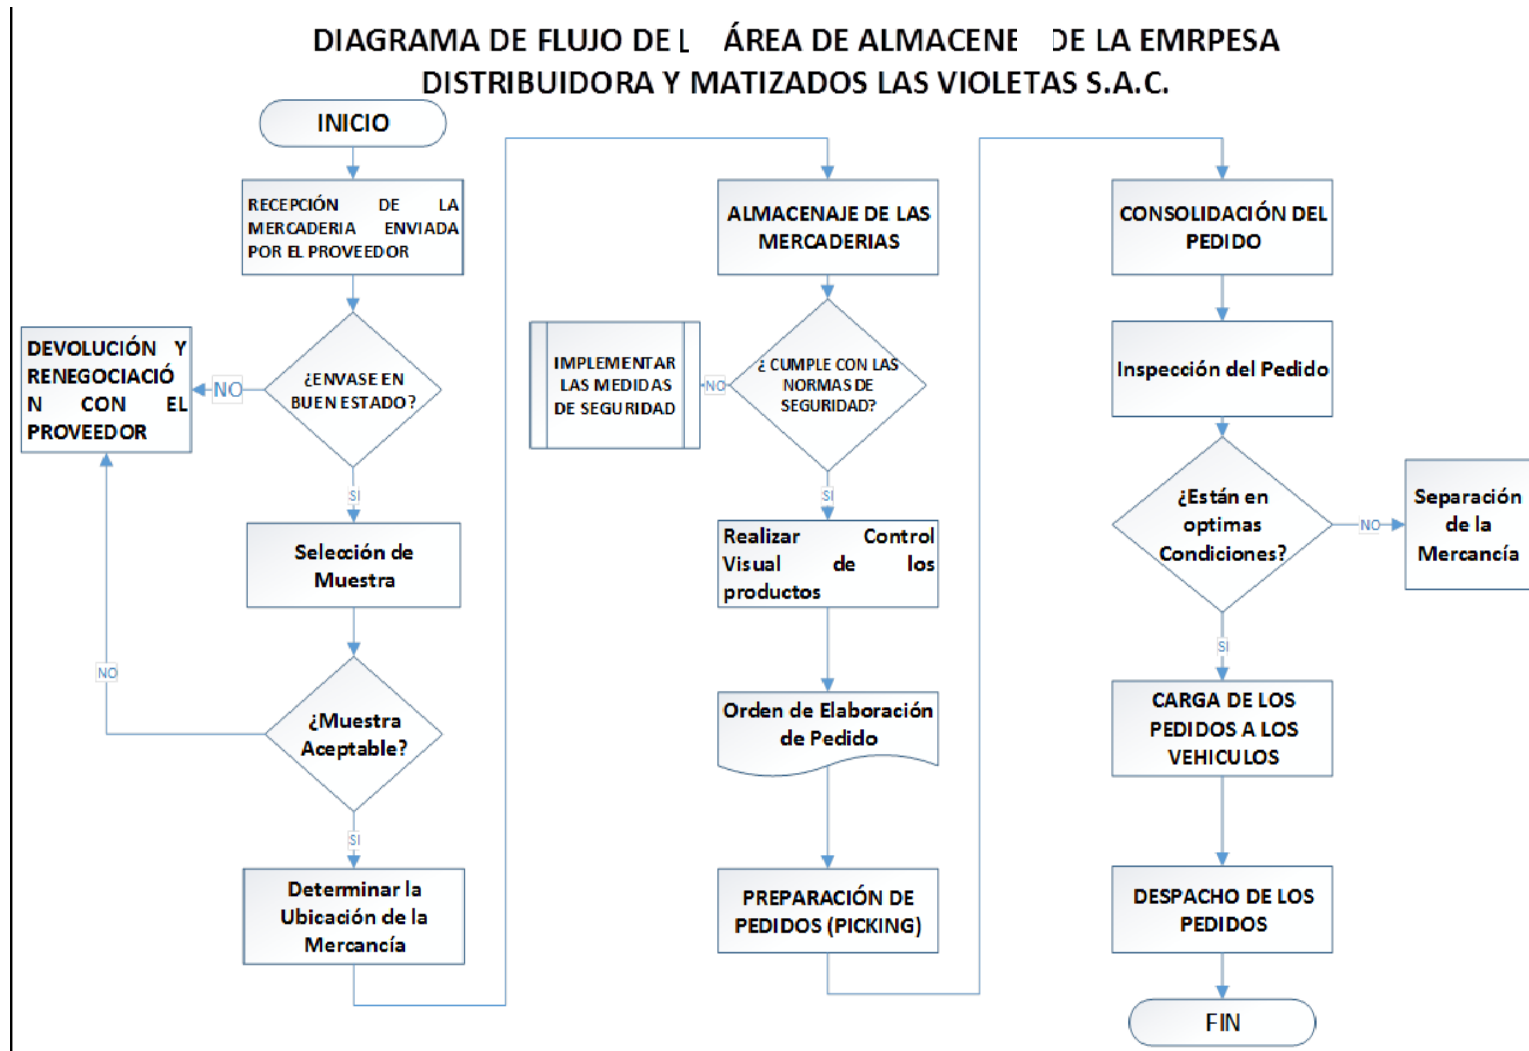 DIAGRAMA DE FLUJO DE L ÁREA DE ALMACENE DE LA EMRPESA
DISTRIBUIDORA Y MATIZADOS LAS VIOLETAS S.A.C.
INICIO
RECEPCIÓN DE LA
MERCADERIA ENVIADA
POR EL PROVEEDOR
¿ENVASE EN
BUEN ESTADO?
NO
DEVOLUCIÓN Y
RENEGOCIACIÓ
N CON EL
PROVEEDOR
SI
Selección de
Muestra
¿Muestra
Aceptable?
NO
SI
Determinar la
Ubicación de la
Mercancía
ALMACENAJE DE LAS
MERCADERIAS
¿ CUMPLE CON LAS
NORMAS DE
SEGURIDAD?
NO
IMPLEMENTAR
LAS MEDIDAS
DE SEGURIDAD
SI
Realizar Control
Visual de los
productos
Orden de Elaboración
de Pedido
PREPARACIÓN DE
PEDIDOS (PICKING)
CONSOLIDACIÓN DEL
PEDIDO
Inspección del Pedido
¿Están en
optimas
Condiciones?
NO
Separación
de la
Mercancía
SI
CARGA DE LOS
PEDIDOS A LOS
VEHICULOS
DESPACHO DE LOS
PEDIDOS
FIN